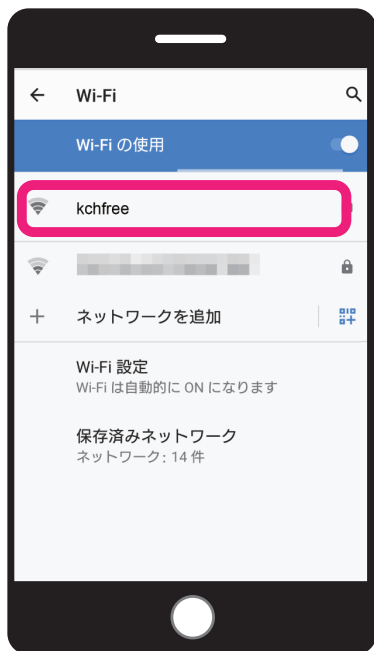 Wi-Fi
Wi-Fi の使用
kchfree
ネットワークを追加
Wi-Fi 設定
Wi-Fi は自動的に ON になります
保存済みネットワーク
ネットワーク: 14 件